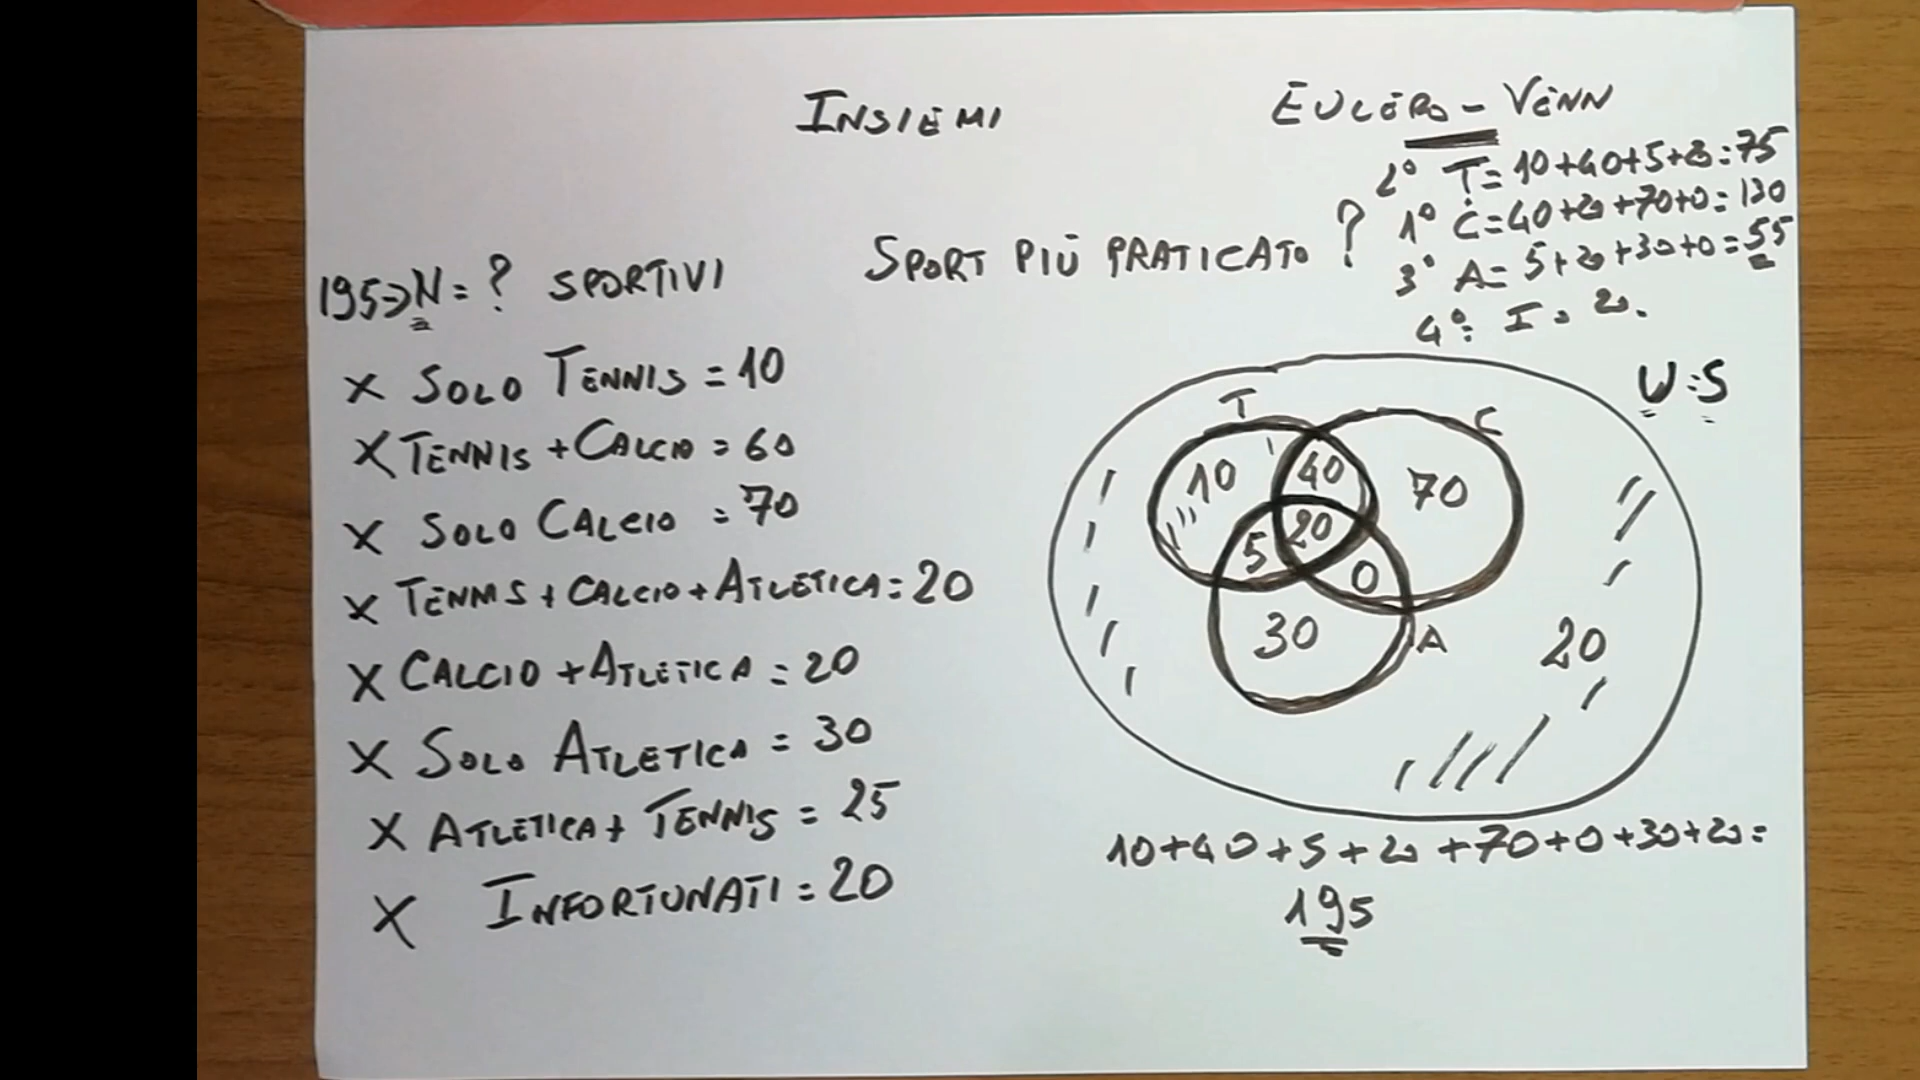 INSIEMI
EULERO - VENN
2° T = 10+40+5+20 = 75
1° C = 40+20+70+0 = 130
3° A = 5+20+30+0 = 55
4°: I = 20.
SPORT PIÙ PRATICATO ?
195 → N = ? SPORTIVI
X SOLO TENNIS = 10
X TENNIS + CALCIO = 60
X SOLO CALCIO = 70
X TENNIS + CALCIO + ATLETICA = 20
X CALCIO + ATLETICA = 20
X SOLO ATLETICA = 30
X ATLETICA + TENNIS = 25
X INFORTUNATI = 20
U = S
T
C
10
40
70
20
5
0
30
A
20
10+40+5+20+70+0+30+20 =
195